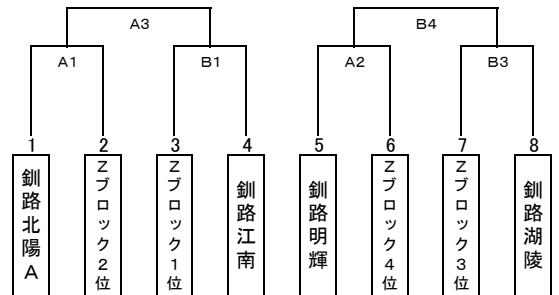 A3
B4
A1
B1
A2
B3
1
2
3
4
5
6
7
8
釧路北陽A
Zブロック2位
Zブロック1位
釧路江南
釧路明輝
Zブロック4位
Zブロック3位
釧路湖陵